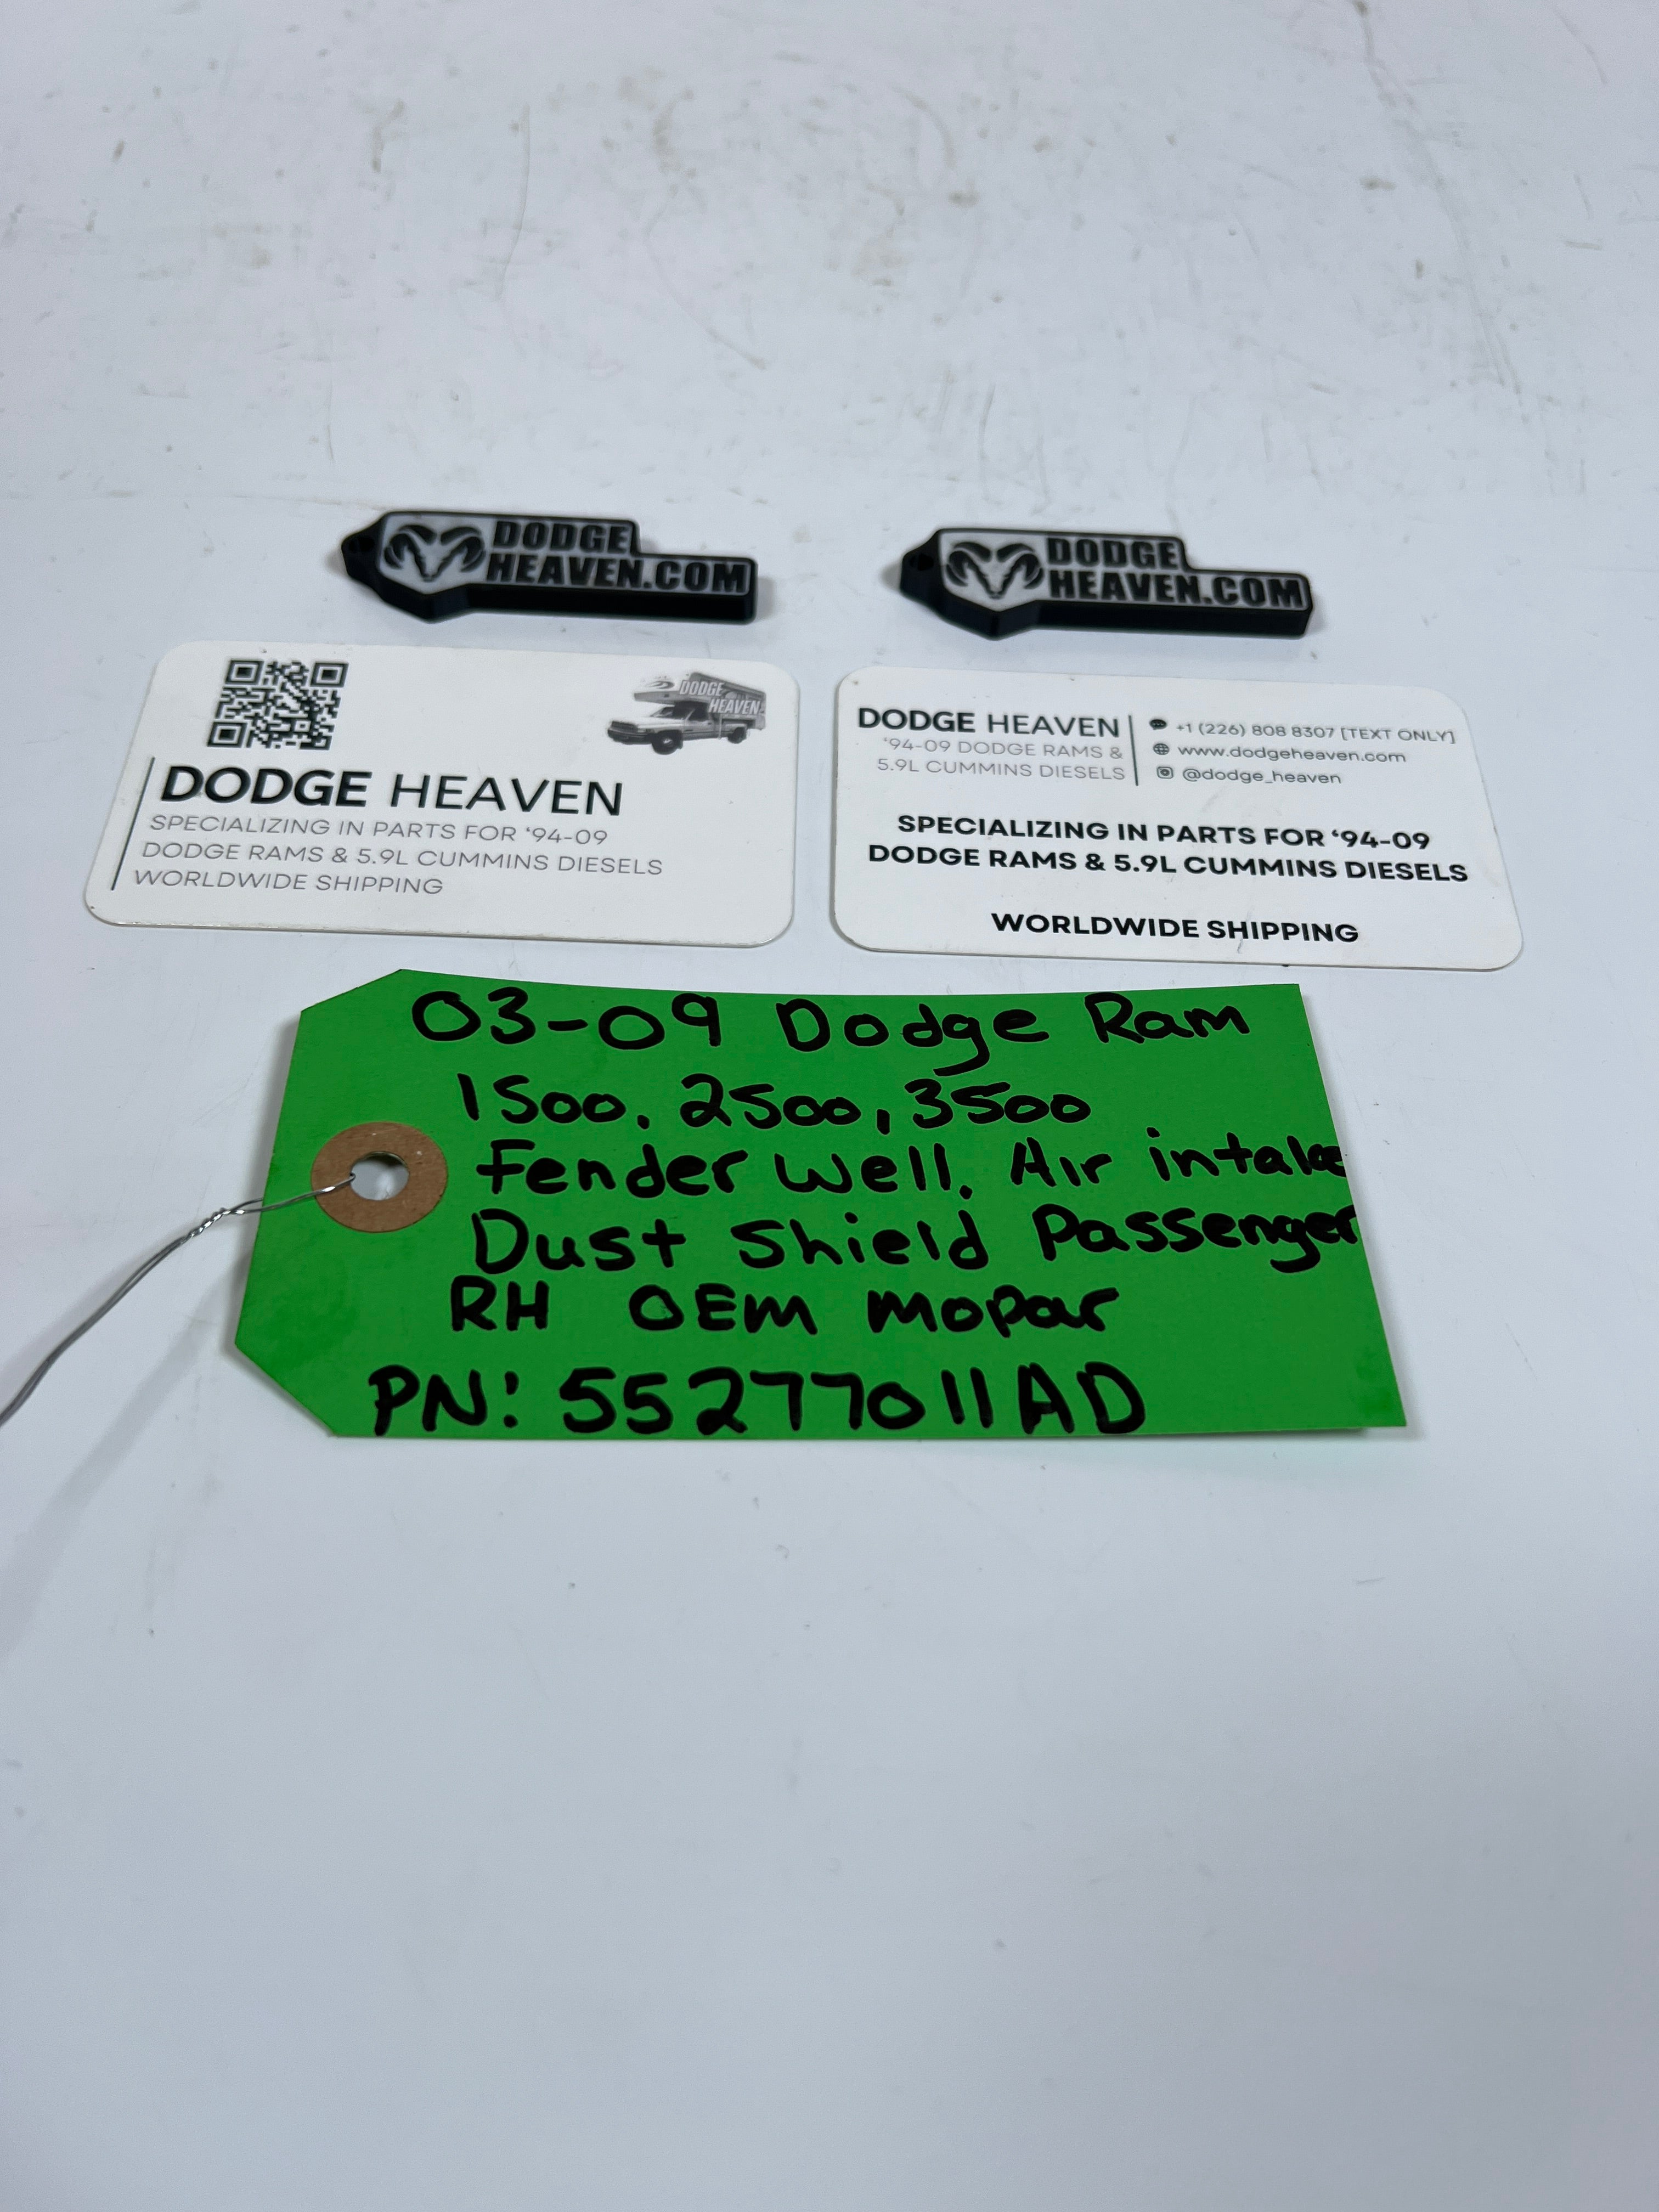 DODGE
HEAVEN.COM
DODGE
HEAVEN.COM
DODGE
HEAVEN
DODGE HEAVEN
SPECIALIZING IN PARTS FOR '94-09
DODGE RAMS & 5.9L CUMMINS DIESELS
WORLDWIDE SHIPPING
DODGE HEAVEN
'94-09 DODGE RAMS &
5.9L CUMMINS DIESELS
+1 (226) 808 8307 [TEXT ONLY]
www.dodgeheaven.com
@dodge_heaven
SPECIALIZING IN PARTS FOR '94-09
DODGE RAMS & 5.9L CUMMINS DIESELS
WORLDWIDE SHIPPING
03-09 Dodge Ram
1500, 2500, 3500
Fender Well, Air intake
Dust Shield Passenger
RH OEM Mopar
PN: 55277011AD